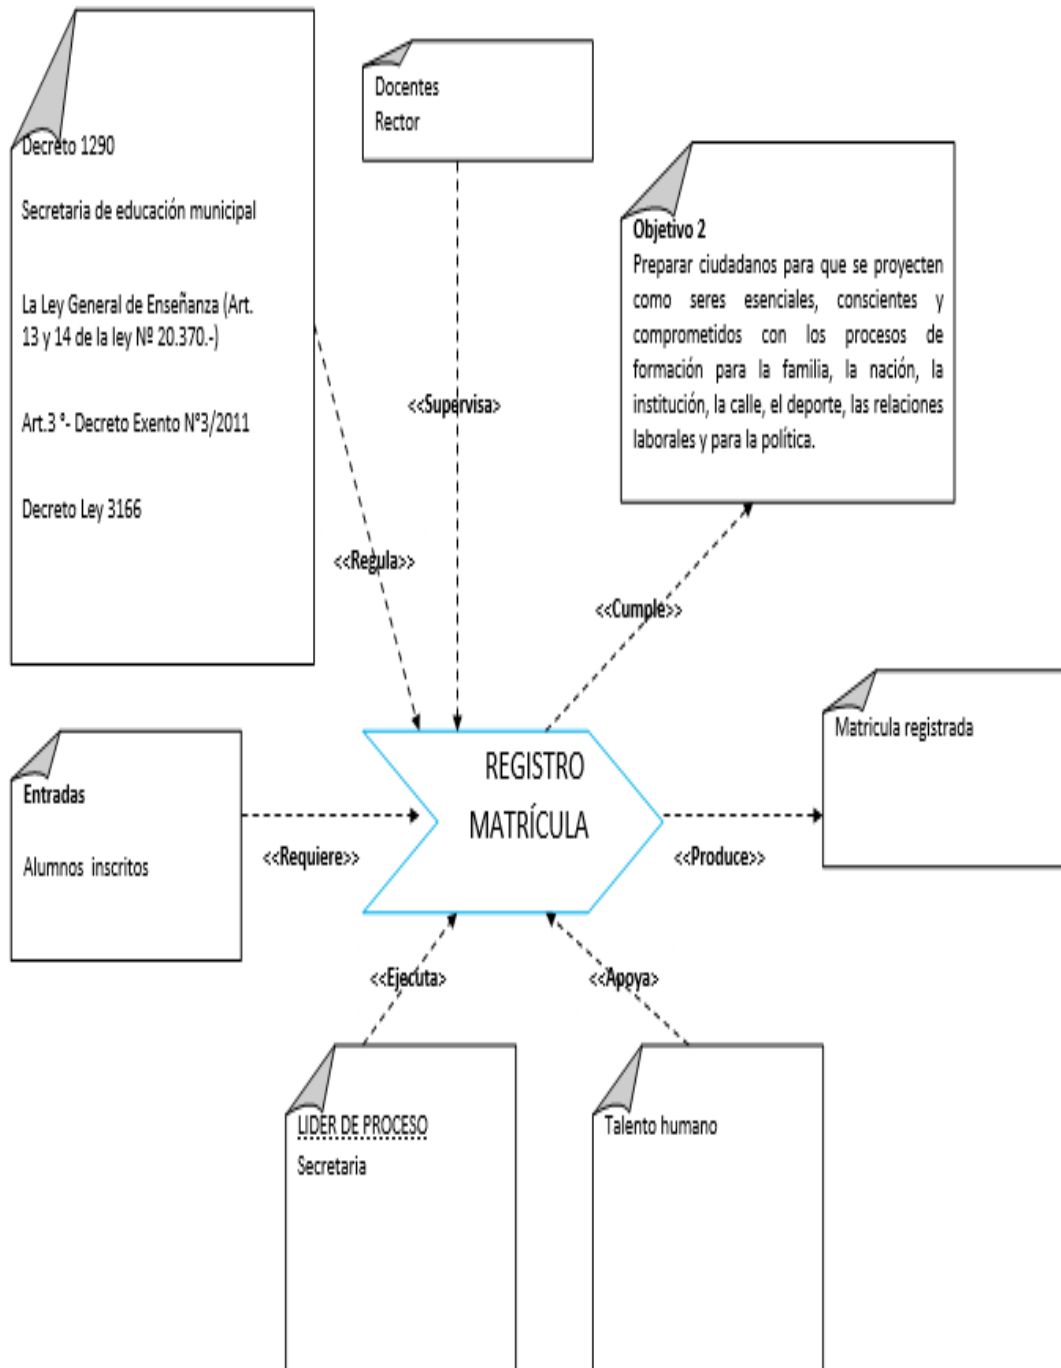 Decreto 1290
Secretaria de educación municipal
La Ley General de Enseñanza (Art.
13 y 14 de la ley Nº 20.370.-)
Art.3 °- Decreto Exento N°3/2011
Decreto Ley 3166
Docentes
Rector
Objetivo 2
Preparar ciudadanos para que se proyecten
como seres esenciales, conscientes y
comprometidos con los procesos de
formación para la familia, la nación, la
institución, la calle, el deporte, las relaciones
laborales y para la política.
<<Supervisa>
<<Regula>>
<<Cumple>>
Entradas
Alumnos inscritos
<<Requiere>>
REGISTRO
MATRÍCULA
<<Produce>>
Matricula registrada
<<Ejecuta>
<<Apoya>
LIDER DE PROCESO
Secretaria
Talento humano